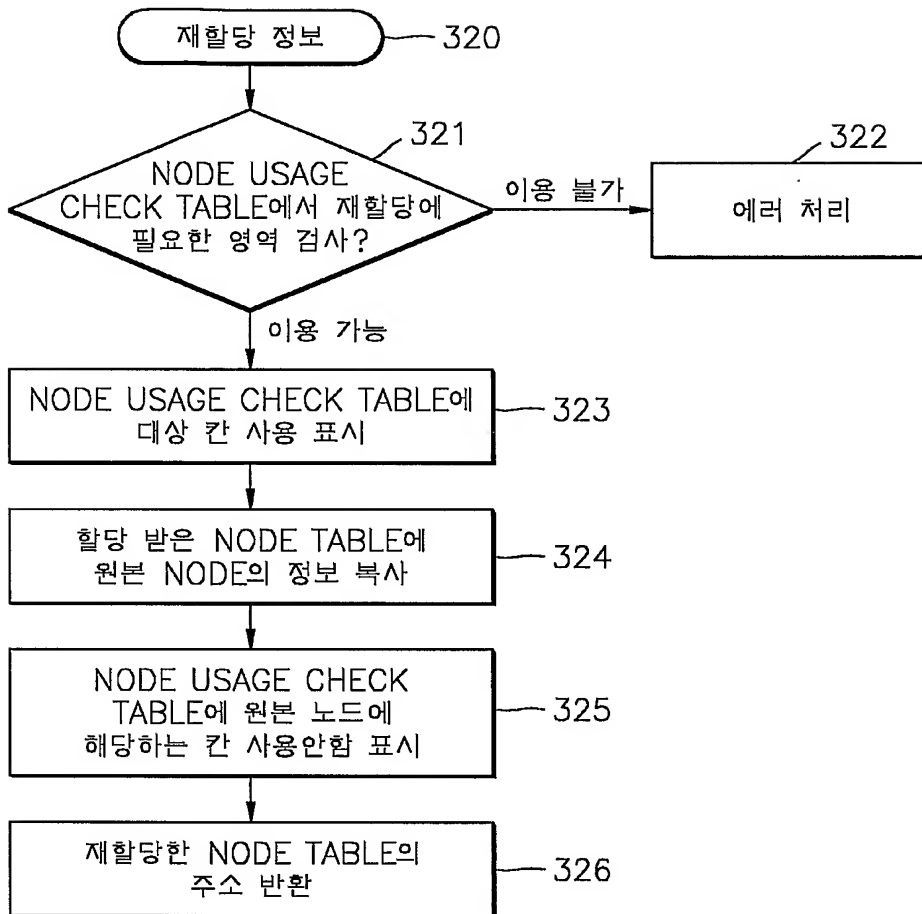 재할당 정보
320
321
NODE USAGE
CHECK TABLE에서 재할당에
필요한 영역 검사?
이용 불가
322
에러 처리
이용 가능
NODE USAGE CHECK TABLE에
대상 칸 사용 표시
323
할당 받은 NODE TABLE에
원본 NODE의 정보 복사
324
NODE USAGE CHECK
TABLE에 원본 노드에
해당하는 칸 사용안함 표시
325
재할당한 NODE TABLE의
주소 반환
326